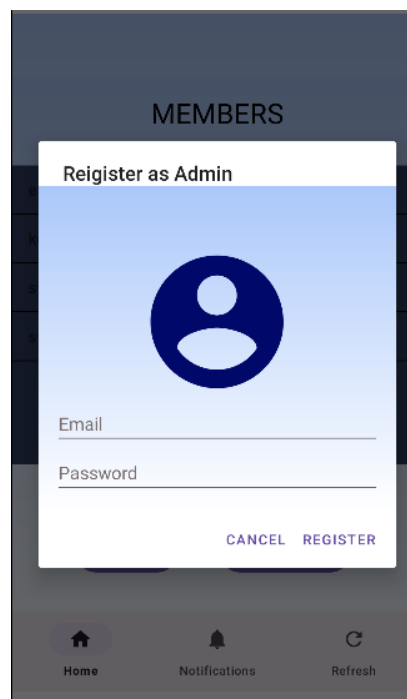 MEMBERS
Reigister as Admin
e
k
s
s
Email
Password
CANCEL REGISTER
Home Notifications Refresh